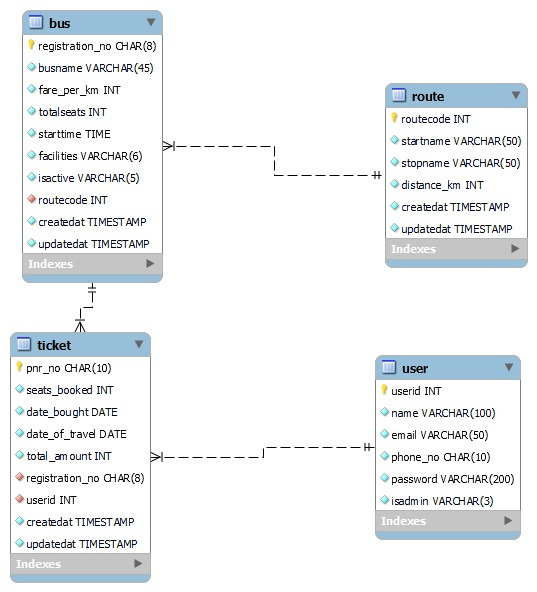 bus
registration_no CHAR(8)
busname VARCHAR(45)
fare_per_km INT
totalseats INT
starttime TIME
facilities VARCHAR(6)
isactive VARCHAR(5)
routecode INT
createdat TIMESTAMP
updatedat TIMESTAMP
Indexes
route
routecode INT
startname VARCHAR(50)
stopname VARCHAR(50)
distance_km INT
createdat TIMESTAMP
updatedat TIMESTAMP
Indexes
ticket
pnr_no CHAR(10)
seats_booked INT
date_bought DATE
date_of_travel DATE
total_amount INT
registration_no CHAR(8)
userid INT
createdat TIMESTAMP
updatedat TIMESTAMP
Indexes
user
userid INT
name VARCHAR(100)
email VARCHAR(50)
phone_no CHAR(10)
password VARCHAR(200)
isadmin VARCHAR(3)
Indexes